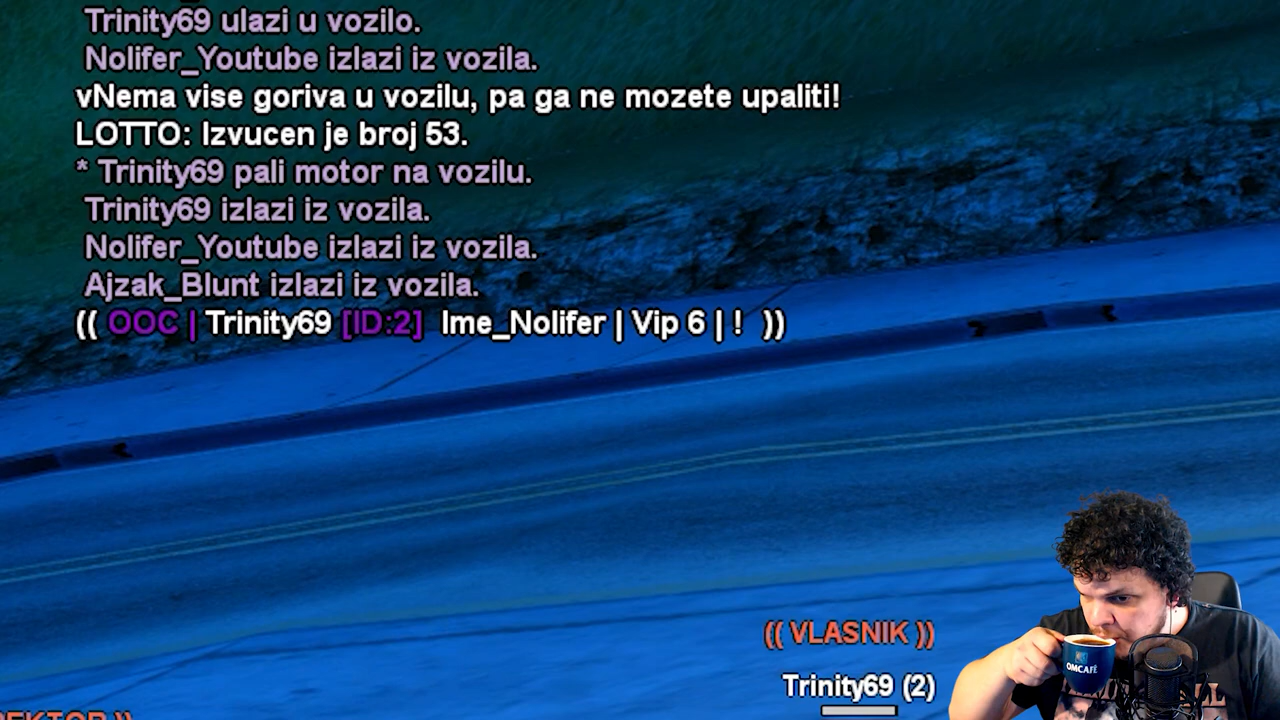 Trinity69 ulazi u vozilo.
Nolifer_Youtube izlazi iz vozila.
vNema vise goriva u vozilu, pa ga ne mozete upaliti!
LOTTO: Izvucen je broj 53.
* Trinity69 pali motor na vozilu.
Trinity69 izlazi iz vozila.
Nolifer_Youtube izlazi iz vozila.
Ajzak_Blunt izlazi iz vozila.
(( OOC | Trinity69 [ID:2] Ime_Nolifer | Vip 6 | ! ))
(( VLASNIK ))
Trinity69 (2)
OMCAFÉ